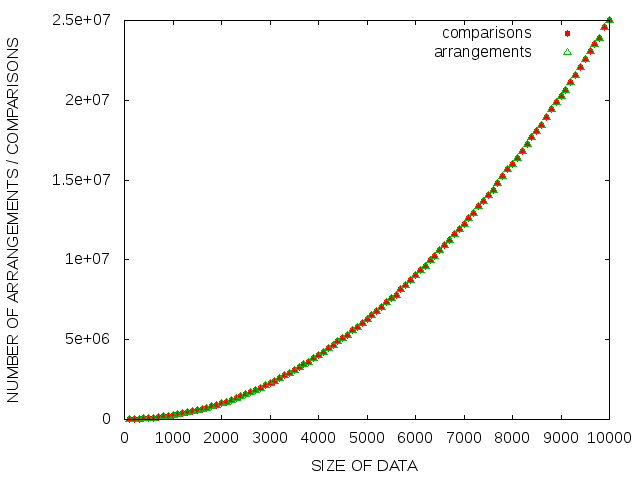 NUMBER OF ARRANGEMENTS / COMPARISONS
2.5e+07
2e+07
1.5e+07
1e+07
5e+06
0
comparisons
arrangements
0 1000 2000 3000 4000 5000 6000 7000 8000 9000 10000
SIZE OF DATA